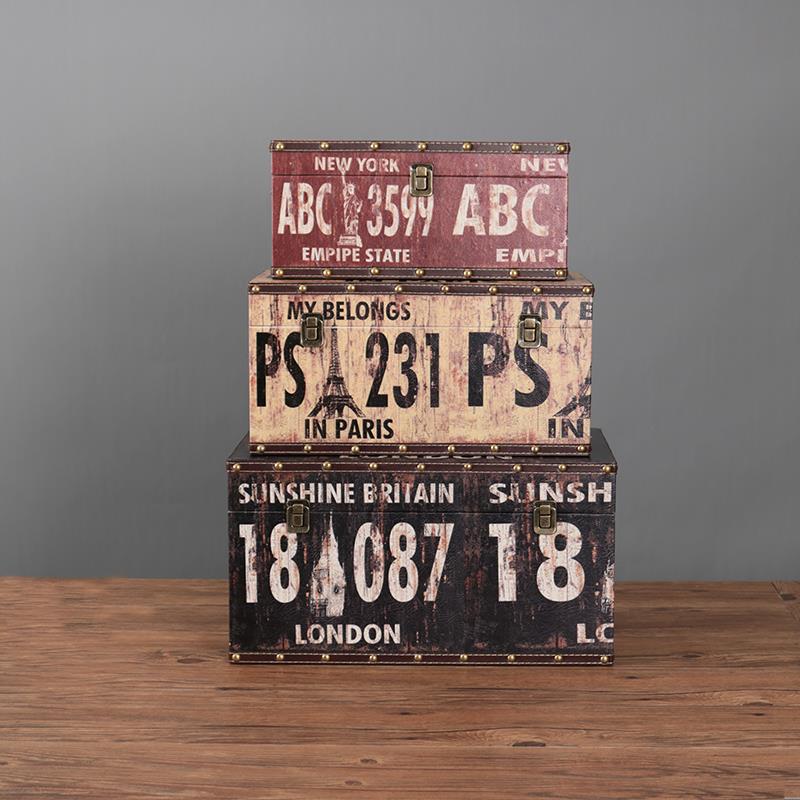 NEW YORK NEW
ABC 3599 ABC
EMPIPE STATE EMPI
MY BELONGS MY B
PS 231 PS
IN PARIS IN
LONDON
SUNSHINE BRITAIN SUNSH
18 087 18
LONDON LO